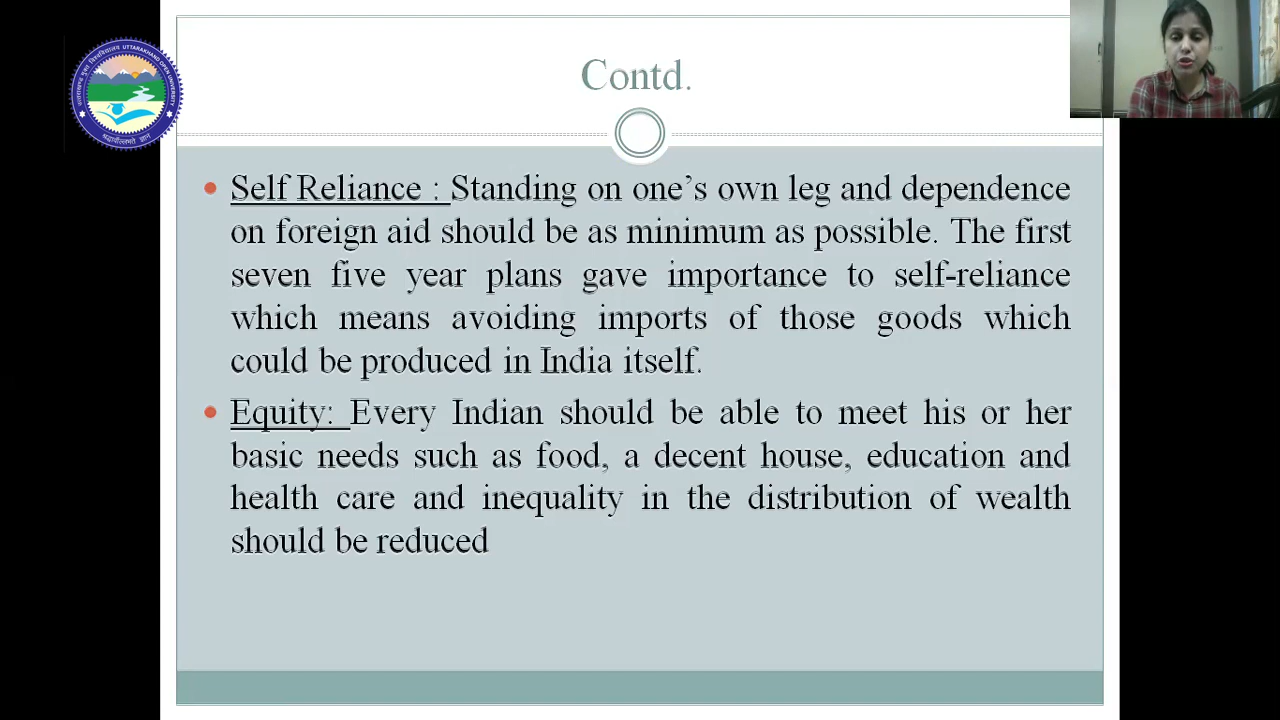 Contd.
UTTARAKHAND OPEN UNIVERSITY
Self Reliance : Standing on one’s own leg and dependence
on foreign aid should be as minimum as possible. The first
seven five year plans gave importance to self-reliance
which means avoiding imports of those goods which
could be produced in India itself.
Equity: Every Indian should be able to meet his or her
basic needs such as food, a decent house, education and
health care and inequality in the distribution of wealth
should be reduced